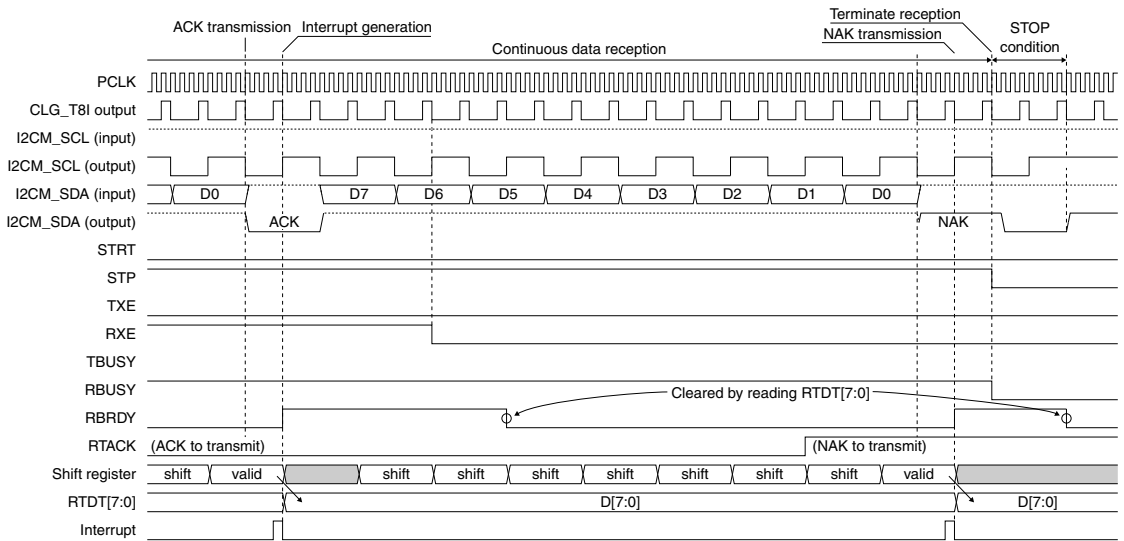 Terminate reception
ACK transmission
Interrupt generation
NAK transmission
STOP
condition
Continuous data reception
PCLK
CLG_T8I output
I2CM_SCL (input)
I2CM_SCL (output)
I2CM_SDA (input) D0 D7 D6 D5 D4 D3 D2 D1 D0
I2CM_SDA (output) ACK NAK
STRT
STP
TXE
RXE
TBUSY
RBUSY
Cleared by reading RTDT[7:0]
RBRDY
RTACK (ACK to transmit) (NAK to transmit)
Shift register shift valid shift shift shift shift shift shift shift valid
RTDT[7:0] D[7:0] D[7:0]
Interrupt